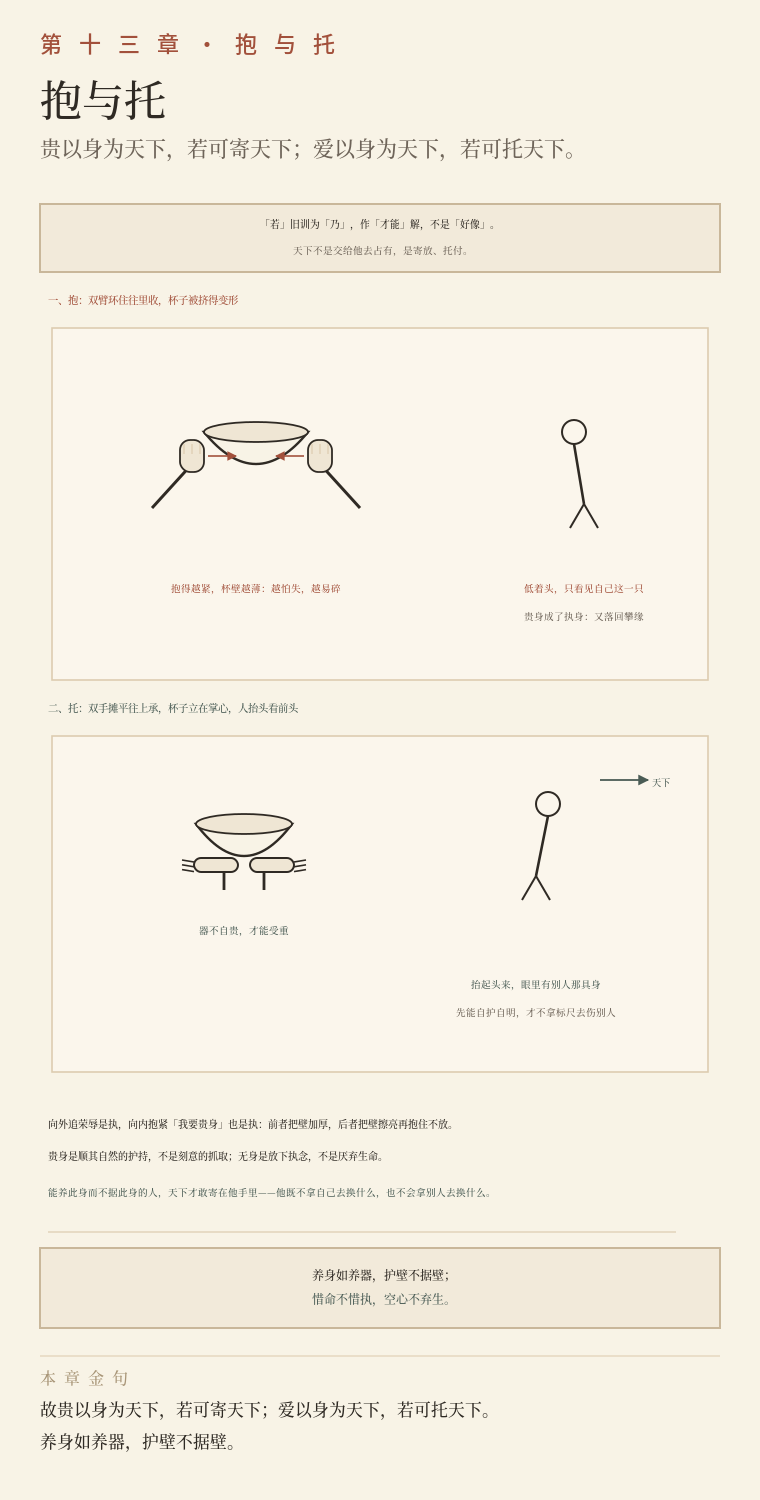 第十三章·抱与托
抱与托
贵以身为天下，若可寄天下；爱以身为天下，若可托天下。
「若」旧训为「乃」，作「才能」解，不是「好像」。
天下不是交给他去占有，是寄放、托付。
一、抱：双臂环住往里收，杯子被挤得变形
抱得越紧，杯壁越薄：越怕失，越易碎
低着头，只看见自己这一只
贵身成了执身：又落回攀缘
二、托：双手摊平往上承，杯子立在掌心，人抬头看前头
天下
器不自贵，才能受重
抬起头来，眼里有别人那具身
先能自护自明，才不拿标尺去伤别人
向外追荣辱是执，向内抱紧「我要贵身」也是执：前者把壁加厚，后者把壁擦亮再抱住不放。
贵身是顺其自然的护持，不是刻意的抓取；无身是放下执念，不是厌弃生命。
能养此身而不据此身的人，天下才敢寄在他手里——他既不拿自己去换什么，也不会拿别人去换什么。
养身如养器，护壁不据壁；
惜命不惜执，空心不弃生。
本章金句
故贵以身为天下，若可寄天下；爱以身为天下，若可托天下。
养身如养器，护壁不据壁。